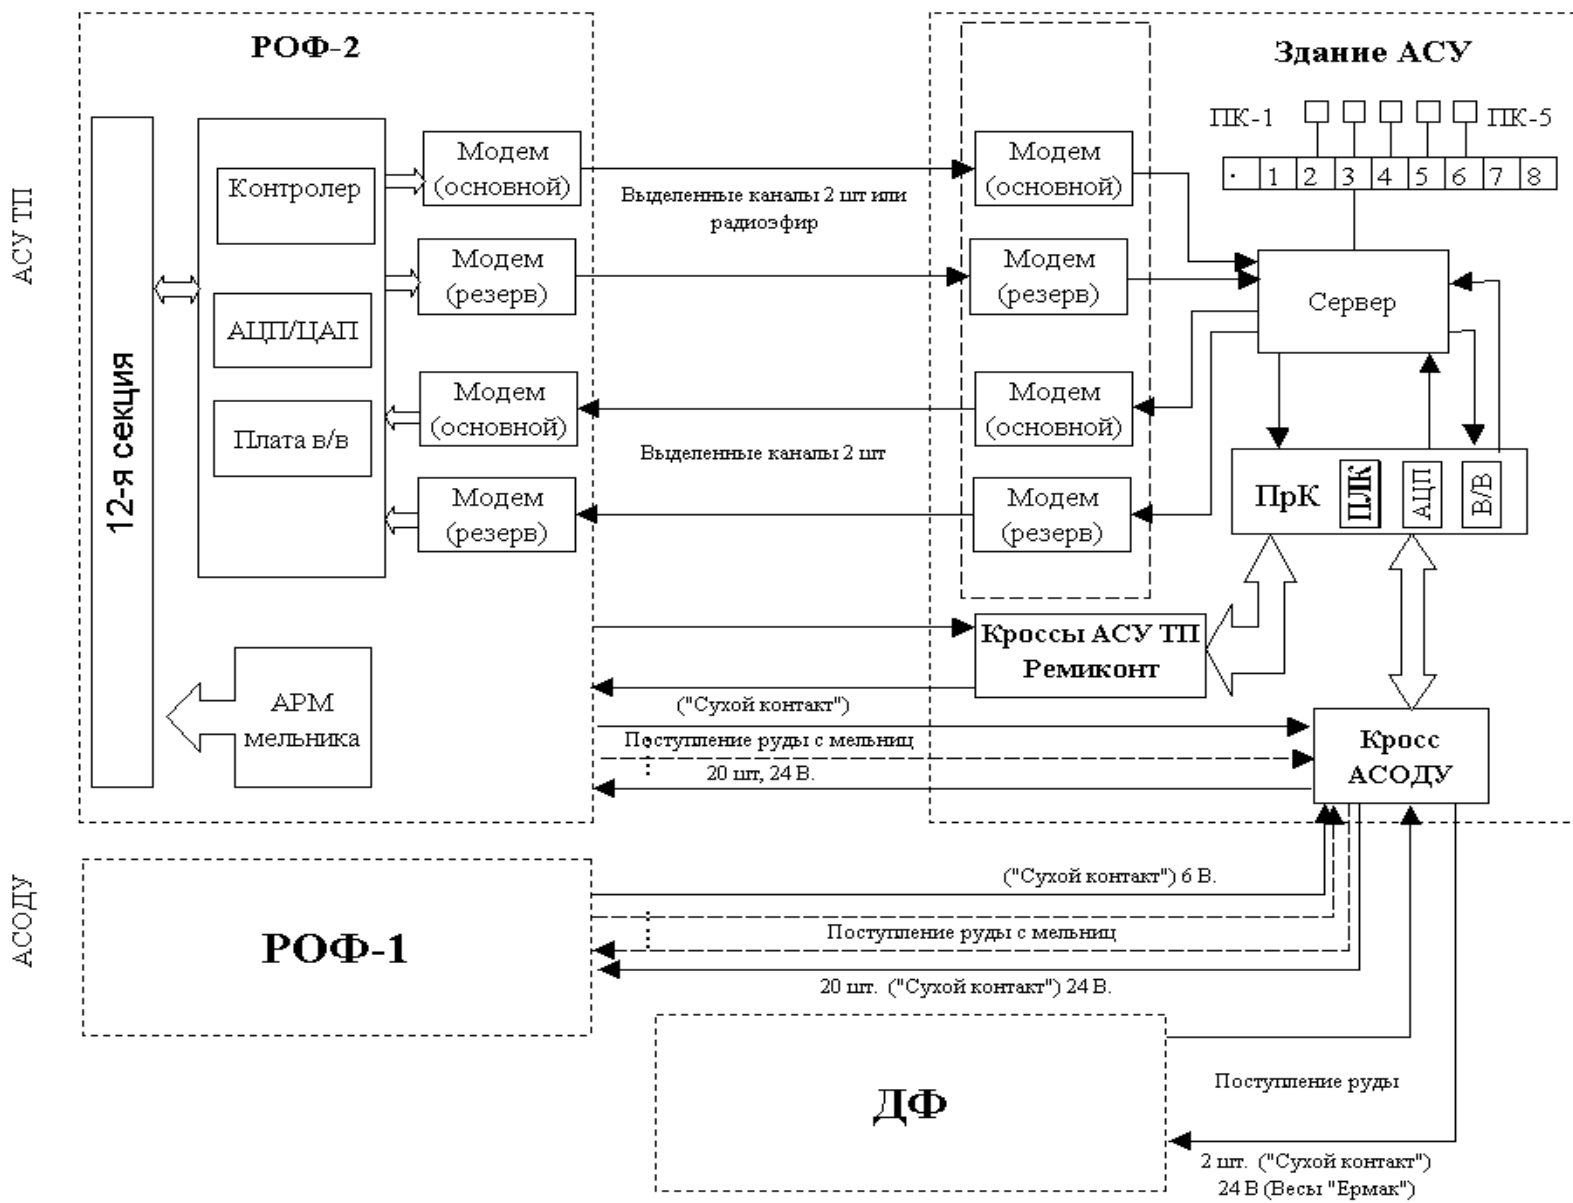 РОФ-2
Здание АСУ
ПК-1
ПК-5
· 1 2 3 4 5 6 7 8
АСУ ТП
12-я секция
Контролер
АЦП/ЦАП
Плата в/в
Модем
(основной)
Модем
(резерв)
Модем
(основной)
Модем
(резерв)
Выделенные каналы 2 шт или
радиоэфир
Выделенные каналы 2 шт
Модем
(основной)
Модем
(резерв)
Модем
(основной)
Модем
(резерв)
Сервер
ПрК
ПЛК
АЦП
В/В
АРМ
мельника
Кроссы АСУ ТП
Ремиконт
("Сухой контакт")
Поступление руды с мельниц
20 шт, 24 В.
Кросс
АСОДУ
АСОДУ
РОФ-1
("Сухой контакт") 6 В.
Поступление руды с мельниц
20 шт. ("Сухой контакт") 24 В.
ДФ
Поступление руды
2 шт. ("Сухой контакт")
24 В (Весы "Ермак")